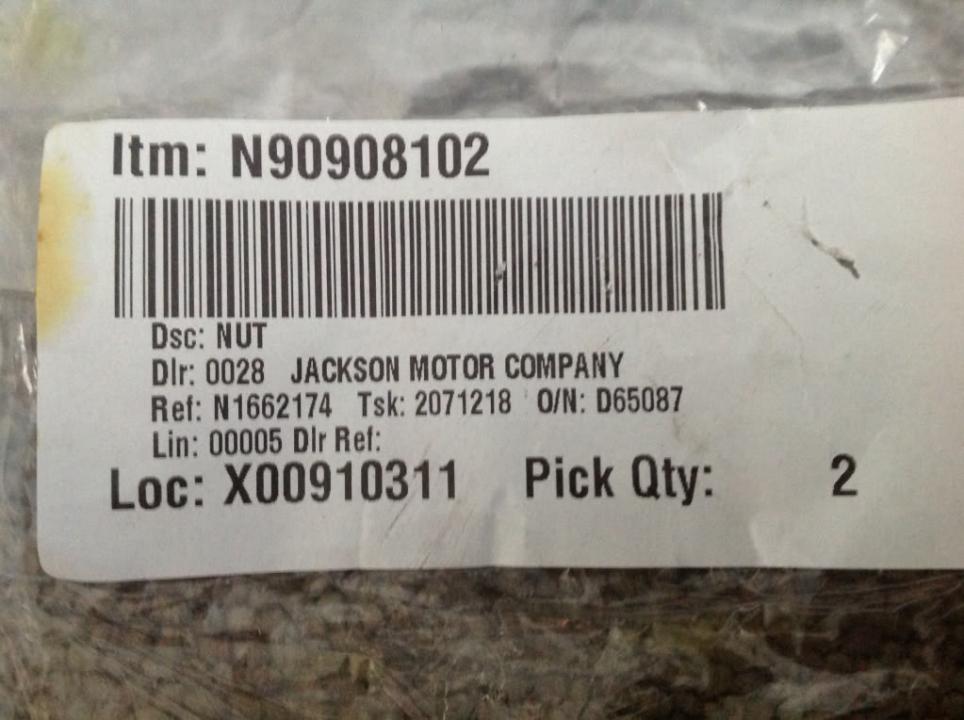 Itm: N90908102
Dsc: NUT
Dlr: 0028 JACKSON MOTOR COMPANY
Ref: N1662174 Tsk: 2071218 O/N: D65087
Lin: 00005 Dlr Ref:
Loc: X00910311 Pick Qty: 2